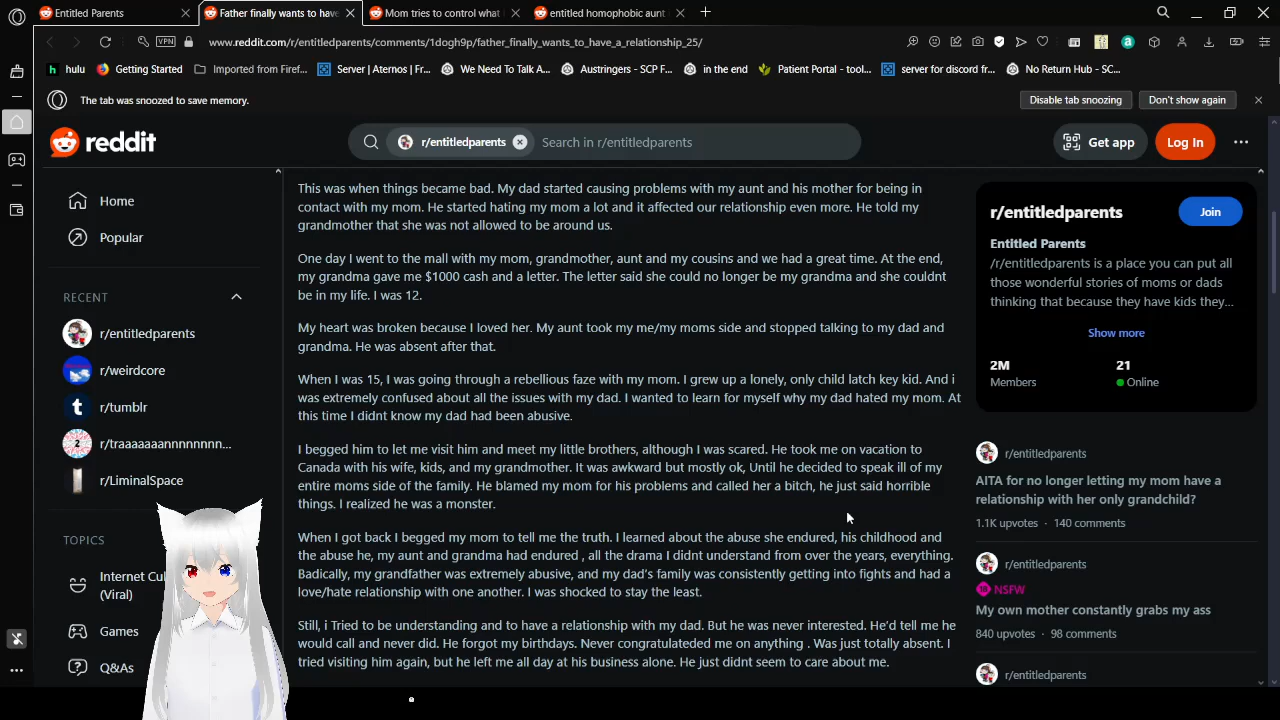 Entitled Parents
Father finally wants to have
Mom tries to control what
entitled homophobic aunt
VPN
www.reddit.com/r/entitledparents/comments/1dogh9p/father_finally_wants_to_have_a_relationship_25/
hulu
Getting Started
Imported from Firef...
Server | Aternos | Fr...
We Need To Talk A...
Austringers - SCP F...
in the end
Patient Portal - tool...
server for discord fr...
No Return Hub - SC...
The tab was snoozed to save memory.
Disable tab snoozing
Don't show again
reddit
r/entitledparents
Search in r/entitledparents
Get app
Log In
Home
Popular
RECENT
r/entitledparents
r/weirdcore
r/tumblr
r/traaaaaaannnnnnnn...
r/LiminalSpace
TOPICS
Internet Cul
(Viral)
Games
Q&As
This was when things became bad. My dad started causing problems with my aunt and his mother for being in
contact with my mom. He started hating my mom a lot and it affected our relationship even more. He told my
grandmother that she was not allowed to be around us.
One day I went to the mall with my mom, grandmother, aunt and my cousins and we had a great time. At the end,
my grandma gave me $1000 cash and a letter. The letter said she could no longer be my grandma and she couldnt
be in my life. I was 12.
My heart was broken because I loved her. My aunt took my me/my moms side and stopped talking to my dad and
grandma. He was absent after that.
When I was 15, I was going through a rebellious faze with my mom. I grew up a lonely, only child latch key kid. And i
was extremely confused about all the issues with my dad. I wanted to learn for myself why my dad hated my mom. At
this time I didnt know my dad had been abusive.
I begged him to let me visit him and meet my little brothers, although I was scared. He took me on vacation to
Canada with his wife, kids, and my grandmother. It was awkward but mostly ok, Until he decided to speak ill of my
entire moms side of the family. He blamed my mom for his problems and called her a bitch, he just said horrible
things. I realized he was a monster.
When I got back I begged my mom to tell me the truth. I learned about the abuse she endured, his childhood and
the abuse he, my aunt and grandma had endured , all the drama I didnt understand from over the years, everything.
Badically, my grandfather was extremely abusive, and my dad's family was consistently getting into fights and had a
love/hate relationship with one another. I was shocked to stay the least.
Still, i Tried to be understanding and to have a relationship with my dad. But he was never interested. He'd tell me he
would call and never did. He forgot my birthdays. Never congratulateded me on anything . Was just totally absent. I
tried visiting him again, but he left me all day at his business alone. He just didnt seem to care about me.
r/entitledparents
Join
Entitled Parents
/r/entitledparents is a place you can put all
those wonderful stories of moms or dads
thinking that because they have kids they...
Show more
2M
21
Members
Online
r/entitledparents
AITA for no longer letting my mom have a
relationship with her only grandchild?
1.1K upvotes · 140 comments
r/entitledparents
NSFW
My own mother constantly grabs my ass
840 upvotes · 98 comments
r/entitledparents